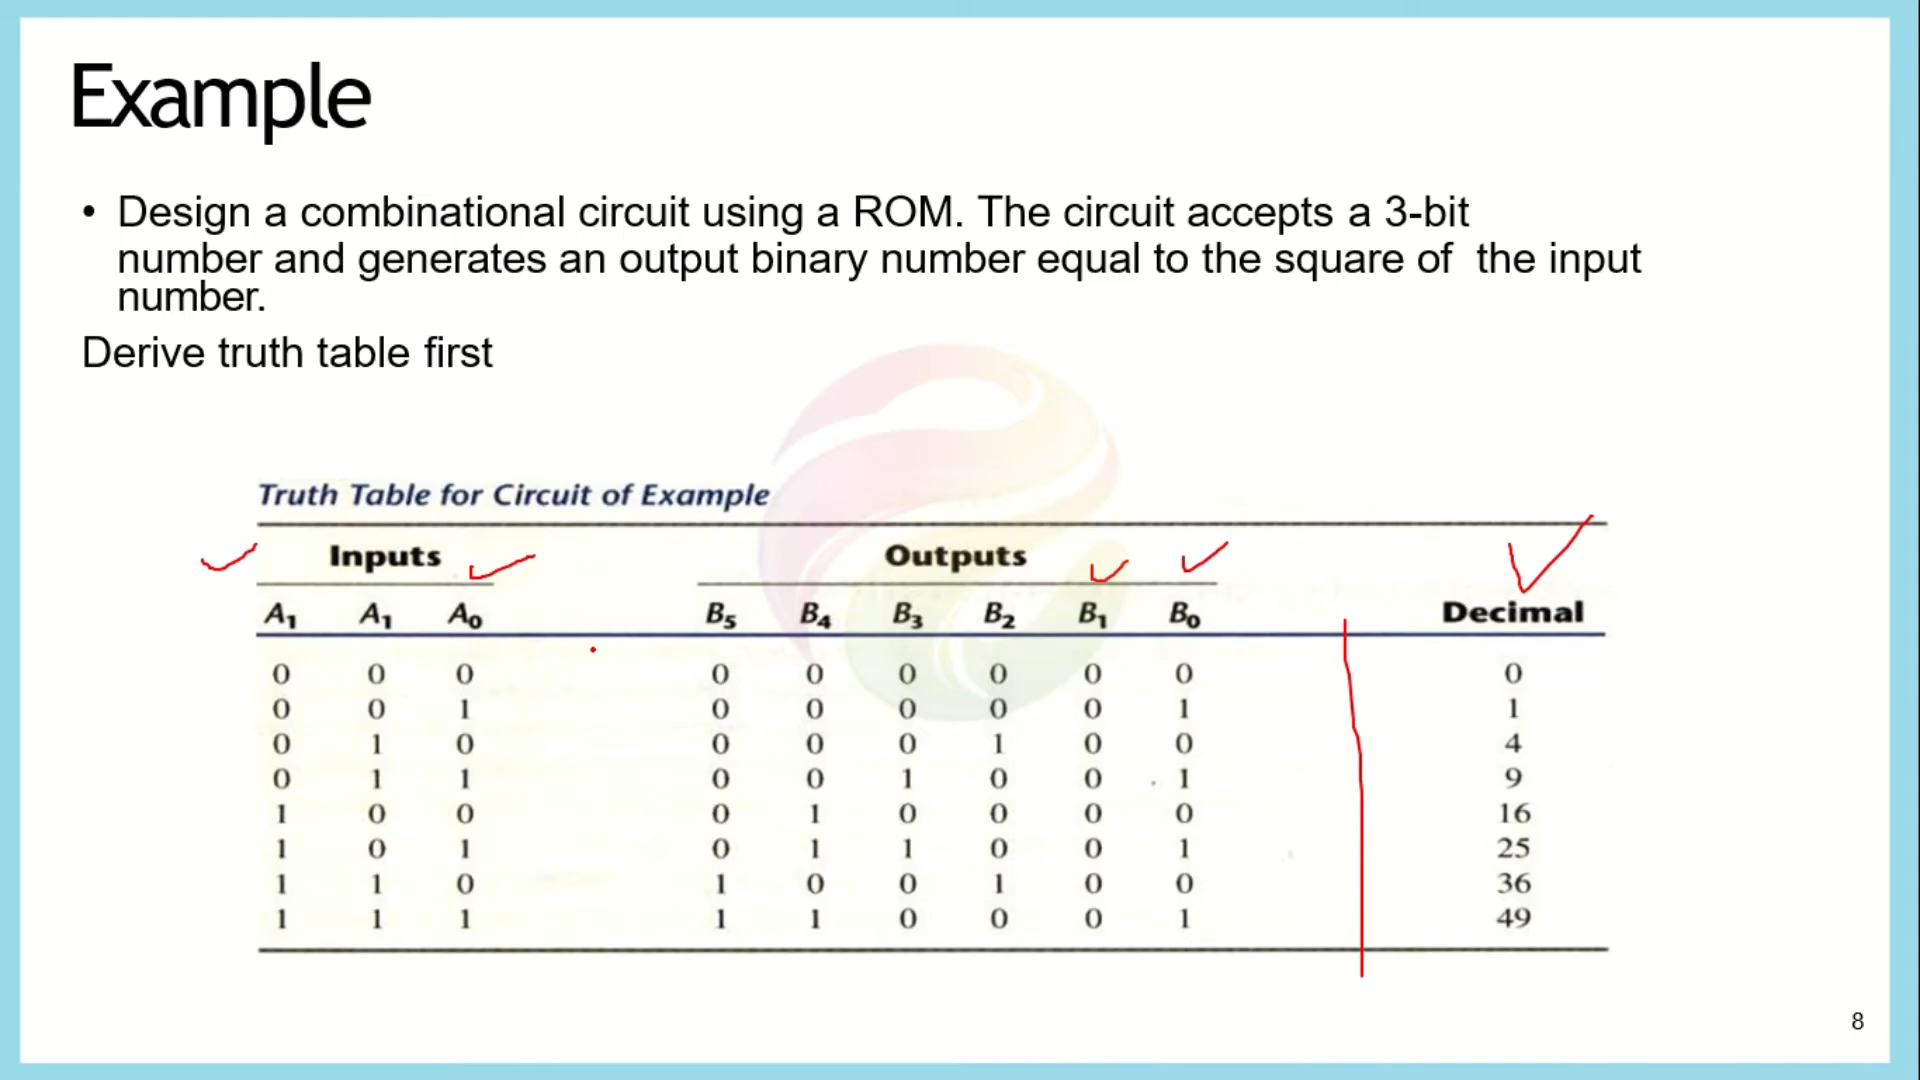 Example
• Design a combinational circuit using a ROM. The circuit accepts a 3-bit
number and generates an output binary number equal to the square of the input
number.
Derive truth table first
Truth Table for Circuit of Example
Inputs Outputs
A1 A1 A0 B5 B4 B3 B2 B1 B0 Decimal
0 0 0 0 0 0 0 0 0 0
0 0 1 0 0 0 0 0 1 1
0 1 0 0 0 0 1 0 0 4
0 1 1 0 0 1 0 0 1 9
1 0 0 0 1 0 0 0 0 16
1 0 1 0 1 1 0 0 1 25
1 1 0 1 0 0 1 0 0 36
1 1 1 1 1 0 0 0 1 49
8